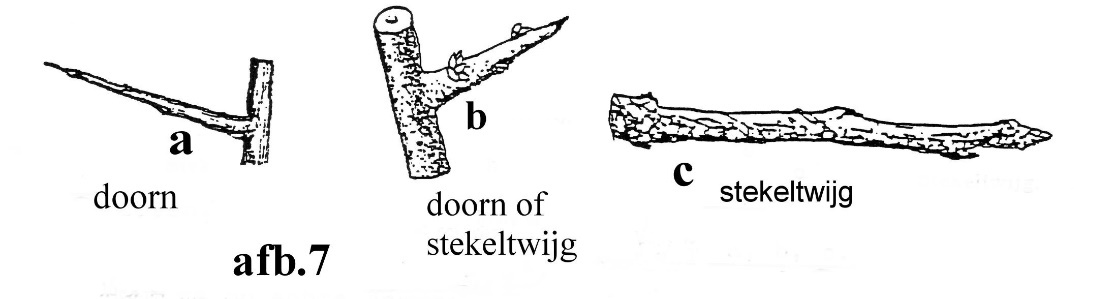 a
doorn
b
doorn of
stekeltwijg
c
stekeltwijg
afb.7